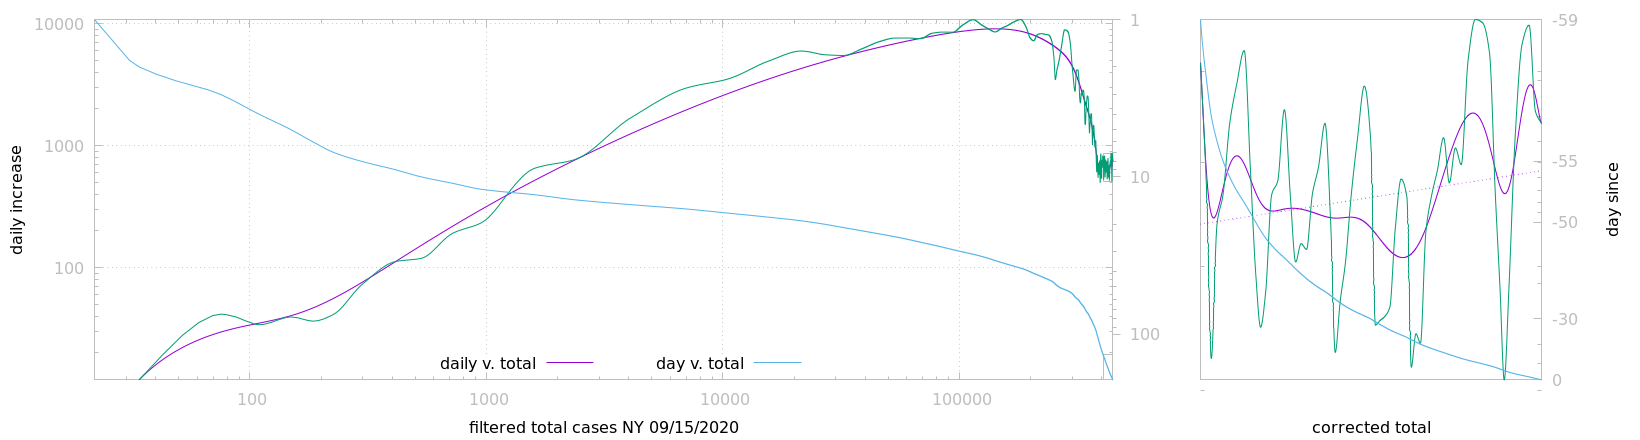 10000
1000
100
daily increase
daily v. total
day v. total
1
10
100
100
1000
10000
100000
filtered total cases NY 09/15/2020
-59
-55
-50
-30
0
day since
corrected total